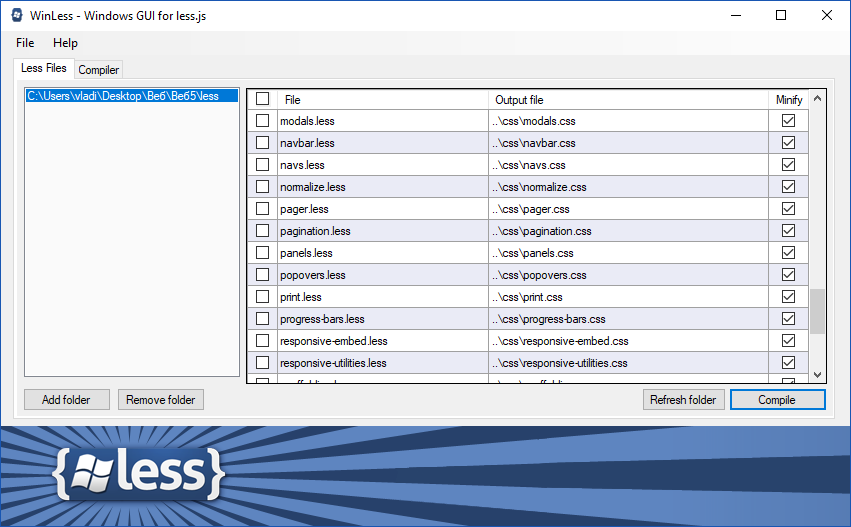 WinLess - Windows GUI for less.js
File Help
Less Files Compiler
C:\Users\vladi\Desktop\Веб\Веб5\less
File Output file Minify
modals.less ..\css\modals.css
navbar.less ..\css\navbar.css
navs.less ..\css\navs.css
normalize.less ..\css\normalize.css
pager.less ..\css\pager.css
pagination.less ..\css\pagination.css
panels.less ..\css\panels.css
popovers.less ..\css\popovers.css
print.less ..\css\print.css
progress-bars.less ..\css\progress-bars.css
responsive-embed.less ..\css\responsive-embed.css
responsive-utilities.less ..\css\responsive-utilities.css
Add folder Remove folder Refresh folder Compile
{less}